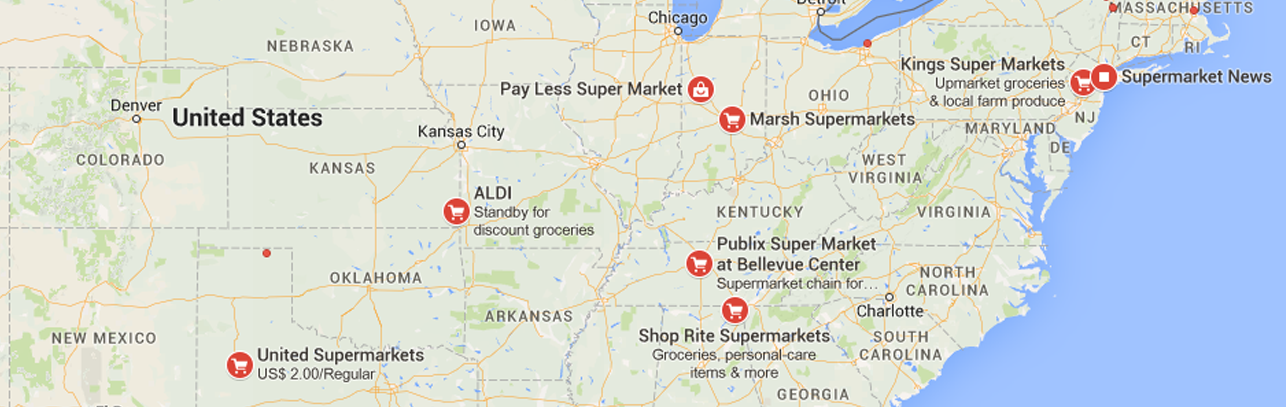 Detroit
MASSACHUSETTS
Chicago
IOWA
NEBRASKA
CT
RI
Kings Super Markets
Upmarket groceries
& local farm produce
Supermarket News
Pay Less Super Market
OHIO
Denver
United States
Marsh Supermarkets
NJ
Kansas City
MARYLAND
DE
COLORADO
KANSAS
WEST
VIRGINIA
ALDI
Standby for
discount groceries
KENTUCKY
VIRGINIA
Publix Super Market
at Bellevue Center
Supermarket chain for…
OKLAHOMA
NORTH
CAROLINA
ARKANSAS
Charlotte
NEW MEXICO
Shop Rite Supermarkets
Groceries, personal-care
items & more
SOUTH
CAROLINA
United Supermarkets
US$ 2.00/Regular
GEORGIA